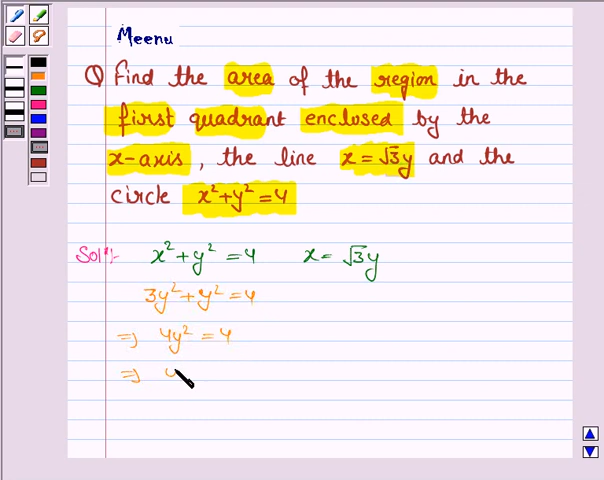 Meenu
Q Find the area of the region in the
first quadrant enclosed by the
x-axis, the line x = √3y and the
circle x² + y² = 4
Solⁿ:- x² + y² = 4 x = √3y
3y² + y² = 4
⇒ 4y² = 4
⇒